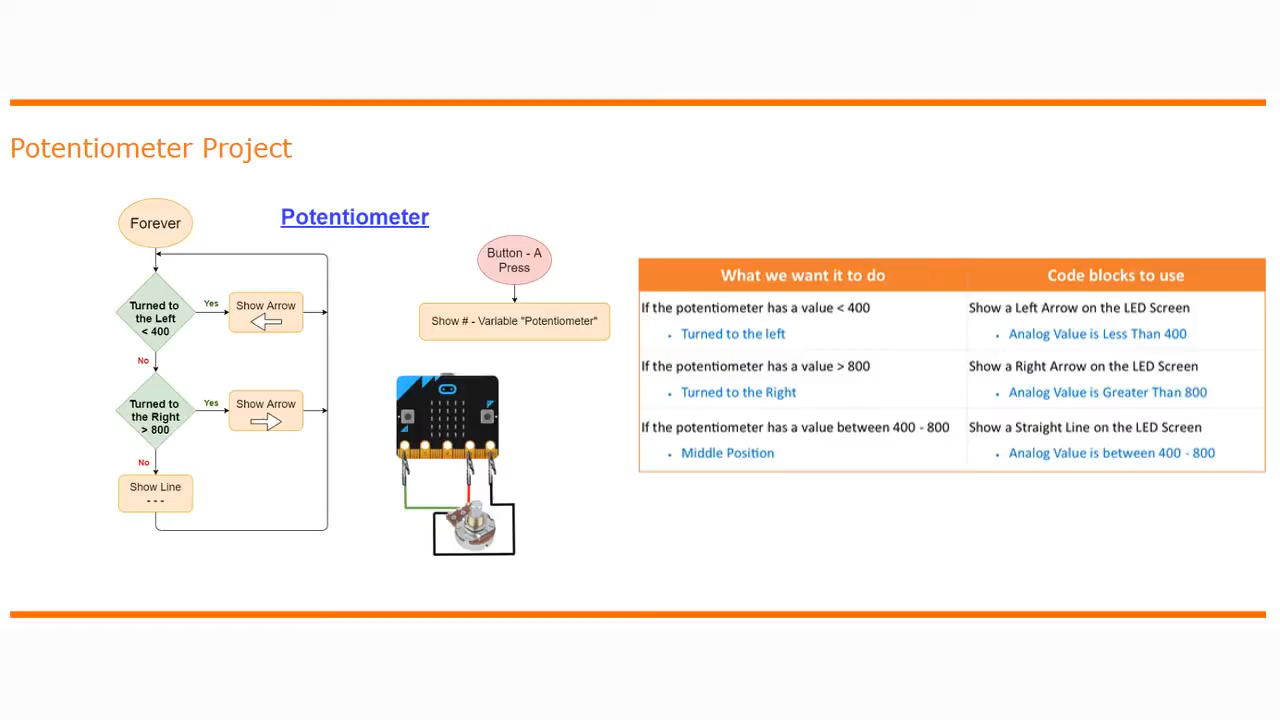 Potentiometer Project
Forever
Potentiometer
Turned to
the Left
< 400
Yes
Show Arrow
No
Turned to
the Right
> 800
Yes
Show Arrow
No
Show Line
- - -
Button - A
Press
Show # - Variable "Potentiometer"
What we want it to do
Code blocks to use
If the potentiometer has a value < 400
Show a Left Arrow on the LED Screen
• Turned to the left
• Analog Value is Less Than 400
If the potentiometer has a value > 800
Show a Right Arrow on the LED Screen
• Turned to the Right
• Analog Value is Greater Than 800
If the potentiometer has a value between 400 - 800
Show a Straight Line on the LED Screen
• Middle Position
• Analog Value is between 400 - 800